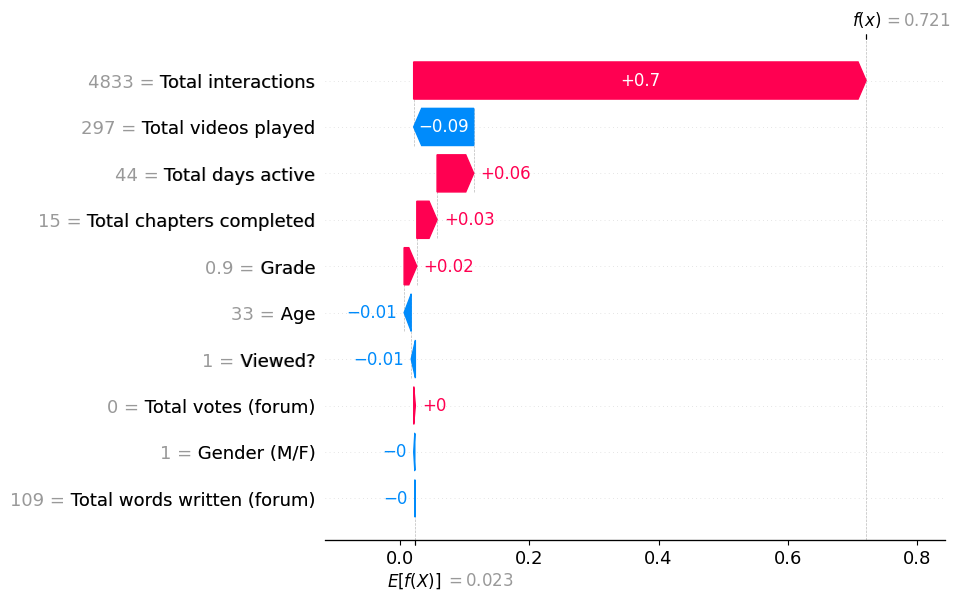 f(x) = 0.721
4833 = Total interactions
+0.7
297 = Total videos played
−0.09
44 = Total days active
+0.06
15 = Total chapters completed
+0.03
0.9 = Grade
+0.02
33 = Age
−0.01
1 = Viewed?
−0.01
0 = Total votes (forum)
+0
1 = Gender (M/F)
−0
109 = Total words written (forum)
−0
0.0 0.2 0.4 0.6 0.8
E[f(X)] = 0.023